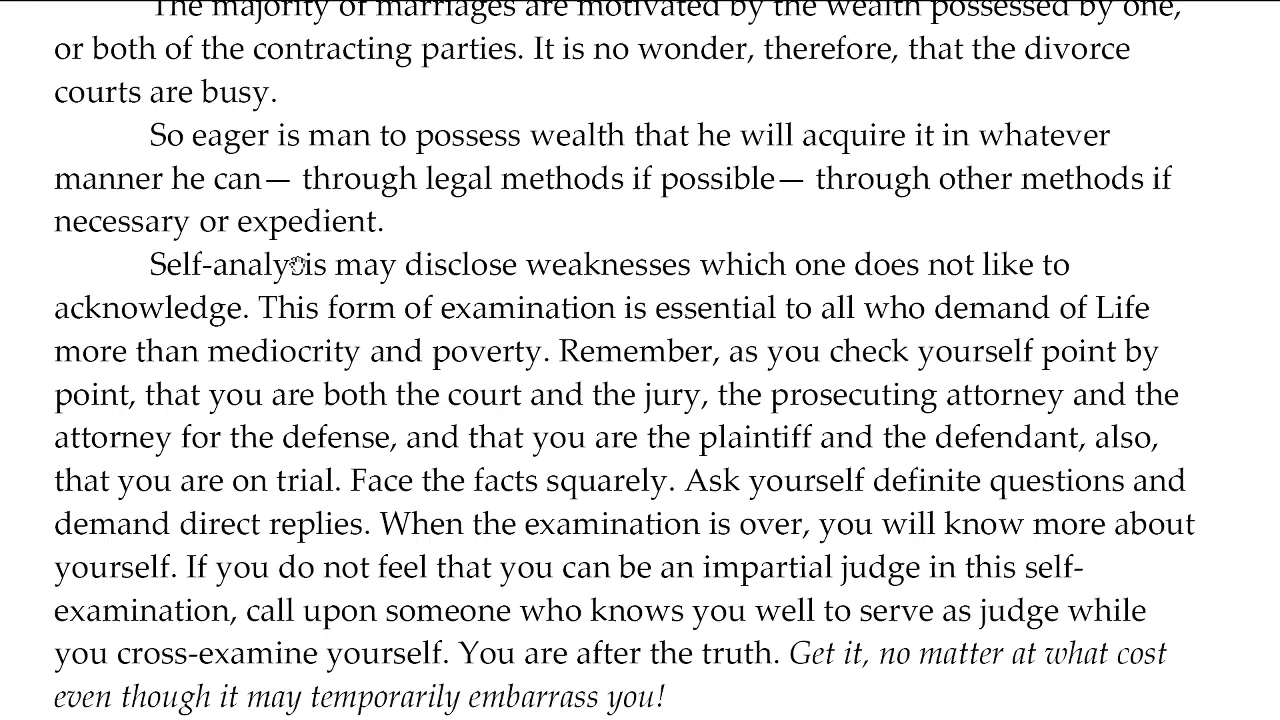 The majority of marriages are motivated by the wealth possessed by one,
or both of the contracting parties. It is no wonder, therefore, that the divorce
courts are busy.
So eager is man to possess wealth that he will acquire it in whatever
manner he can— through legal methods if possible— through other methods if
necessary or expedient.
Self-analysis may disclose weaknesses which one does not like to
acknowledge. This form of examination is essential to all who demand of Life
more than mediocrity and poverty. Remember, as you check yourself point by
point, that you are both the court and the jury, the prosecuting attorney and the
attorney for the defense, and that you are the plaintiff and the defendant, also,
that you are on trial. Face the facts squarely. Ask yourself definite questions and
demand direct replies. When the examination is over, you will know more about
yourself. If you do not feel that you can be an impartial judge in this self-
examination, call upon someone who knows you well to serve as judge while
you cross-examine yourself. You are after the truth. Get it, no matter at what cost
even though it may temporarily embarrass you!